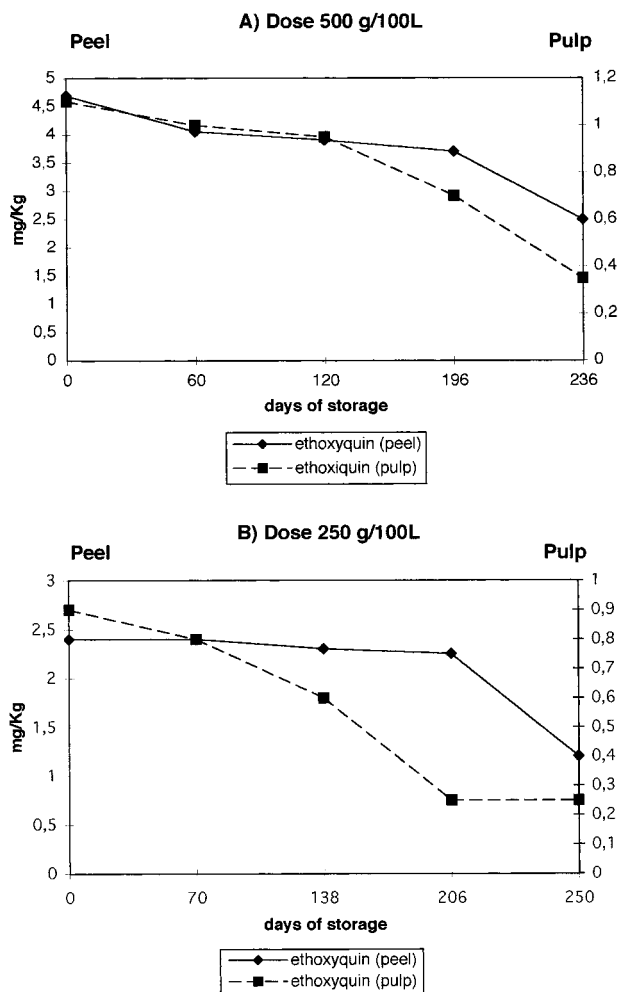 A) Dose 500 g/100L
Peel
Pulp
5
4,5
4
3,5
3
2,5
2
1,5
1
0,5
0
mg/Kg
1,2
1
0,8
0,6
0,4
0,2
0
0 60 120 196 236
days of storage
ethoxyquin (peel)
ethoxiquin (pulp)
B) Dose 250 g/100L
Peel
Pulp
3
2,5
2
1
0,5
0
mg/Kg
1
0,9
0,8
0,7
0,6
0,5
0,4
0,3
0,2
0,1
0
0 70 138 206 250
days of storage
ethoxyquin (peel)
ethoxyquin (pulp)